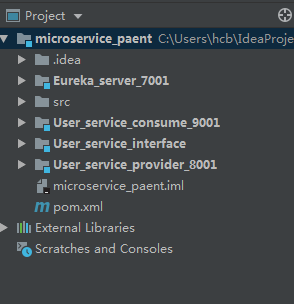 Project
microservice_paent C:\Users\hcb\IdeaProje
.idea
Eureka_server_7001
src
User_service_consume_9001
User_service_interface
User_service_provider_8001
microservice_paent.iml
pom.xml
External Libraries
Scratches and Consoles